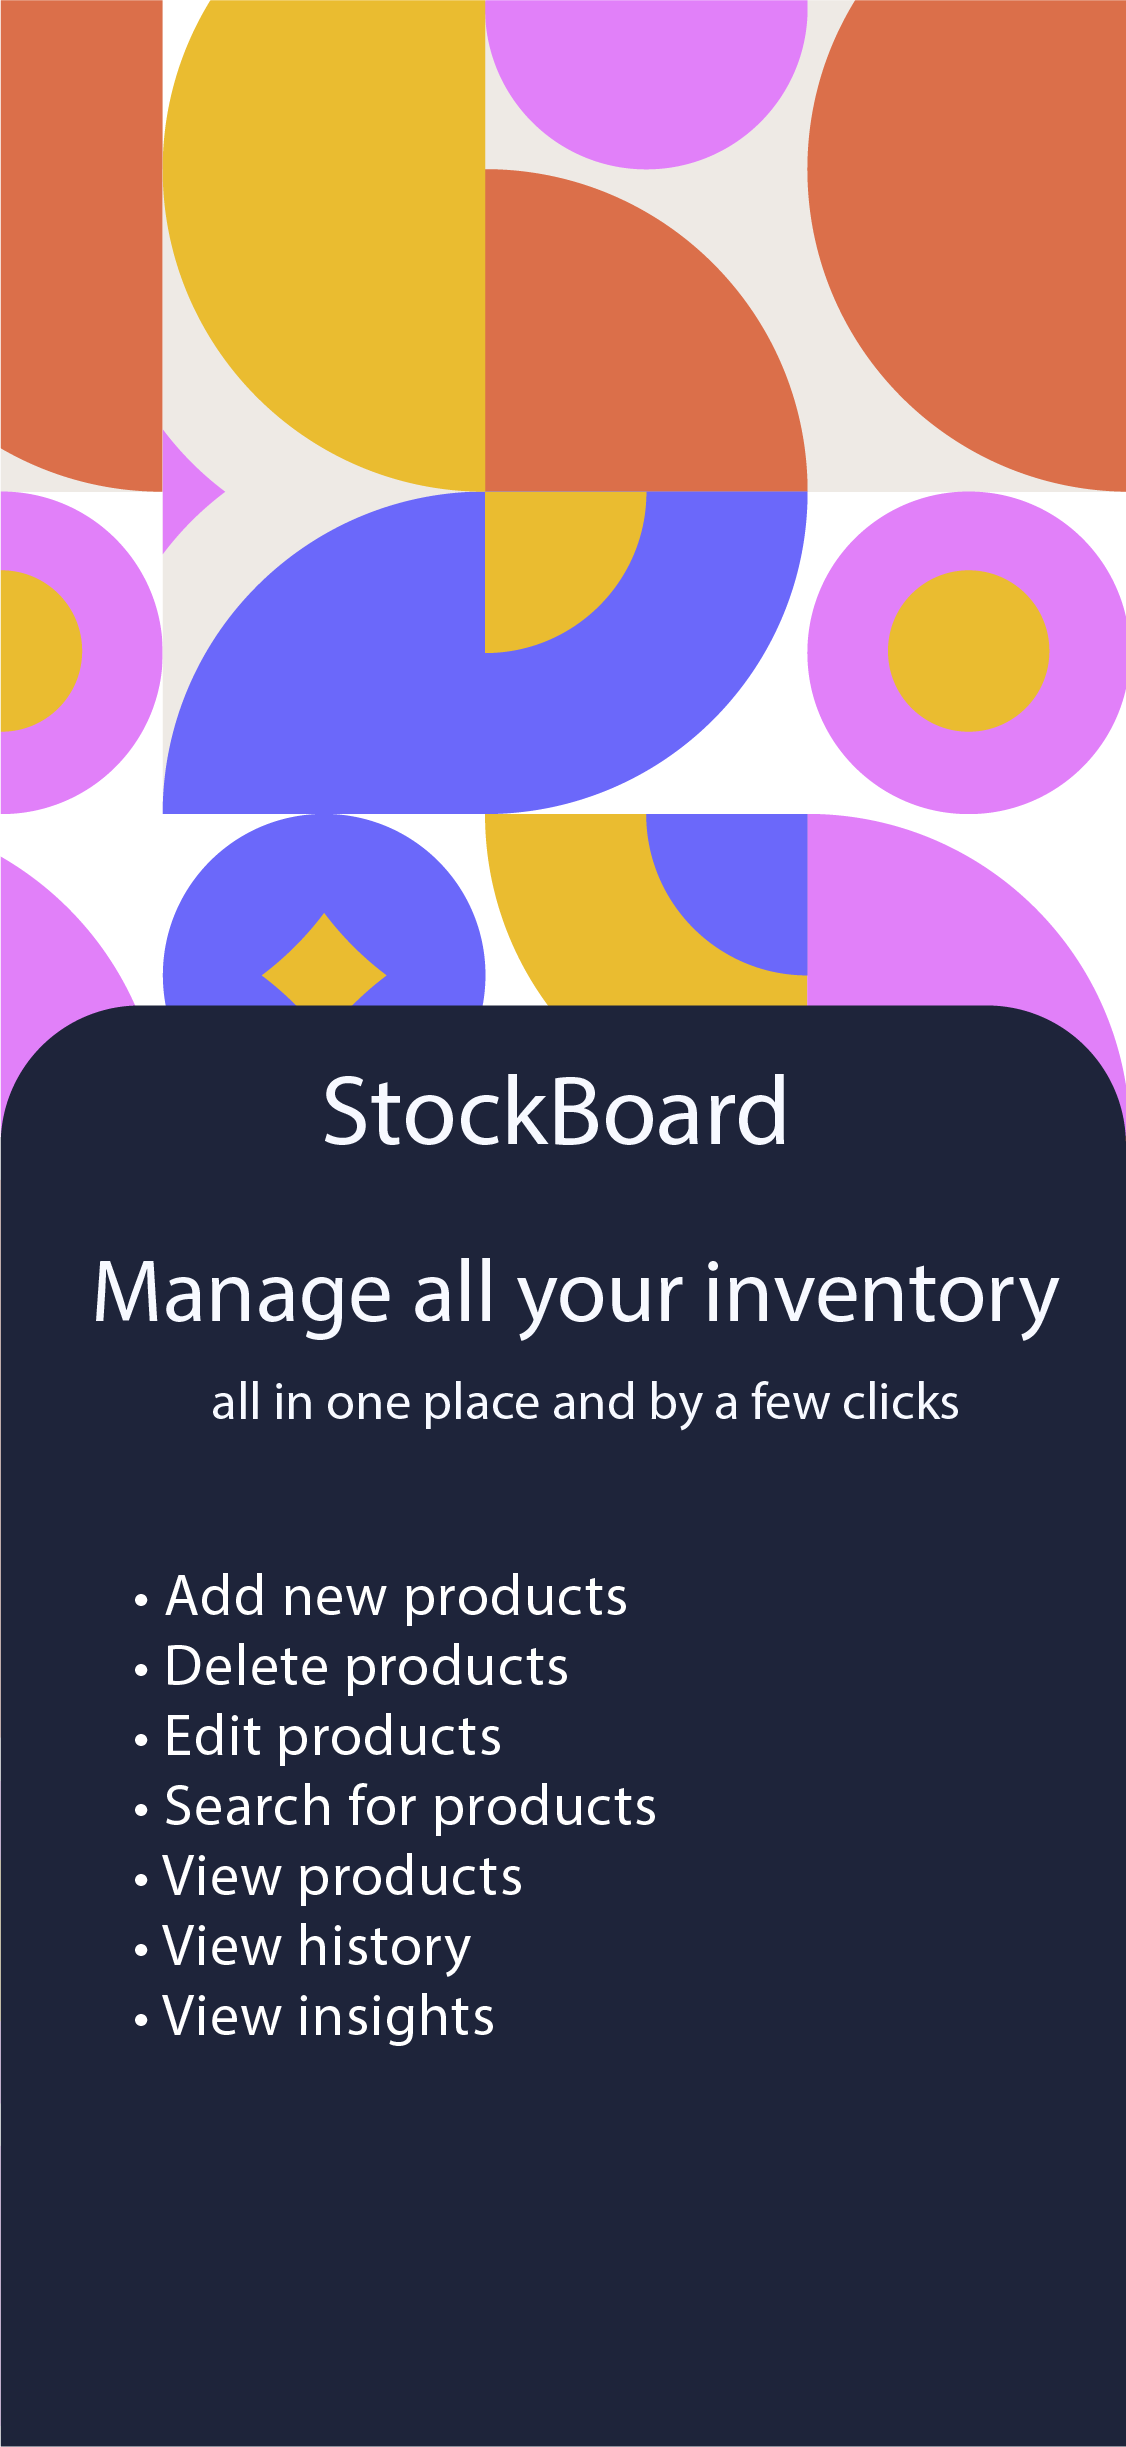 StockBoard
Manage all your inventory
all in one place and by a few clicks
• Add new products
• Delete products
• Edit products
• Search for products
• View products
• View history
• View insights